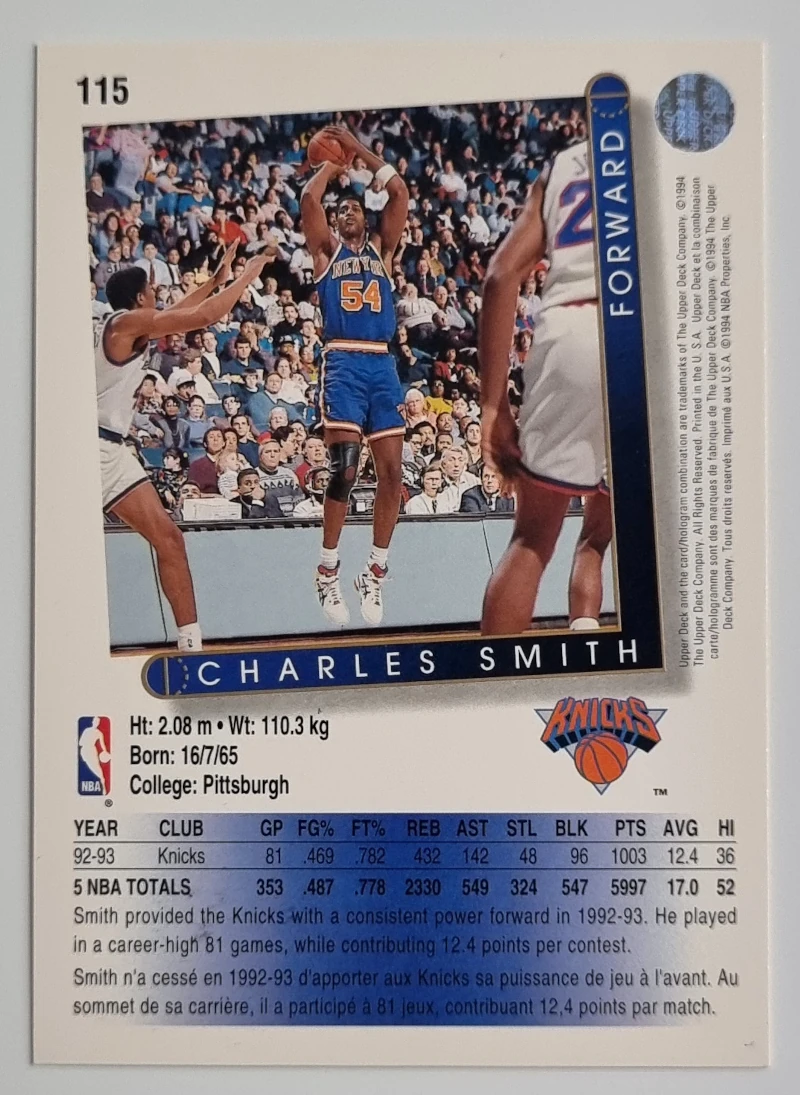 115
NEW YORK
54
2
FORWARD
CHARLES SMITH
Upper Deck and the card/hologram combination are trademarks of The Upper Deck Company. ©1994
The Upper Deck Company. All Rights Reserved. Printed in the U.S.A. Upper Deck et la combinaison
carte/hologramme sont des marques de fabrique de The Upper Deck Company. ©1994 The Upper
Deck Company. Tous droits reservés. Imprimé aux U.S.A. ©1994 NBA Properties, Inc.
NBA
®
Ht: 2.08 m • Wt: 110.3 kg
Born: 16/7/65
College: Pittsburgh
KNICKS
™
YEAR CLUB GP FG% FT% REB AST STL BLK PTS AVG HI
92-93 Knicks 81 .469 .782 432 142 48 96 1003 12.4 36
5 NBA TOTALS 353 .487 .778 2330 549 324 547 5997 17.0 52
Smith provided the Knicks with a consistent power forward in 1992-93. He played
in a career-high 81 games, while contributing 12.4 points per contest.
Smith n'a cessé en 1992-93 d'apporter aux Knicks sa puissance de jeu à l'avant. Au
sommet de sa carrière, il a participé à 81 jeux, contribuant 12,4 points par match.